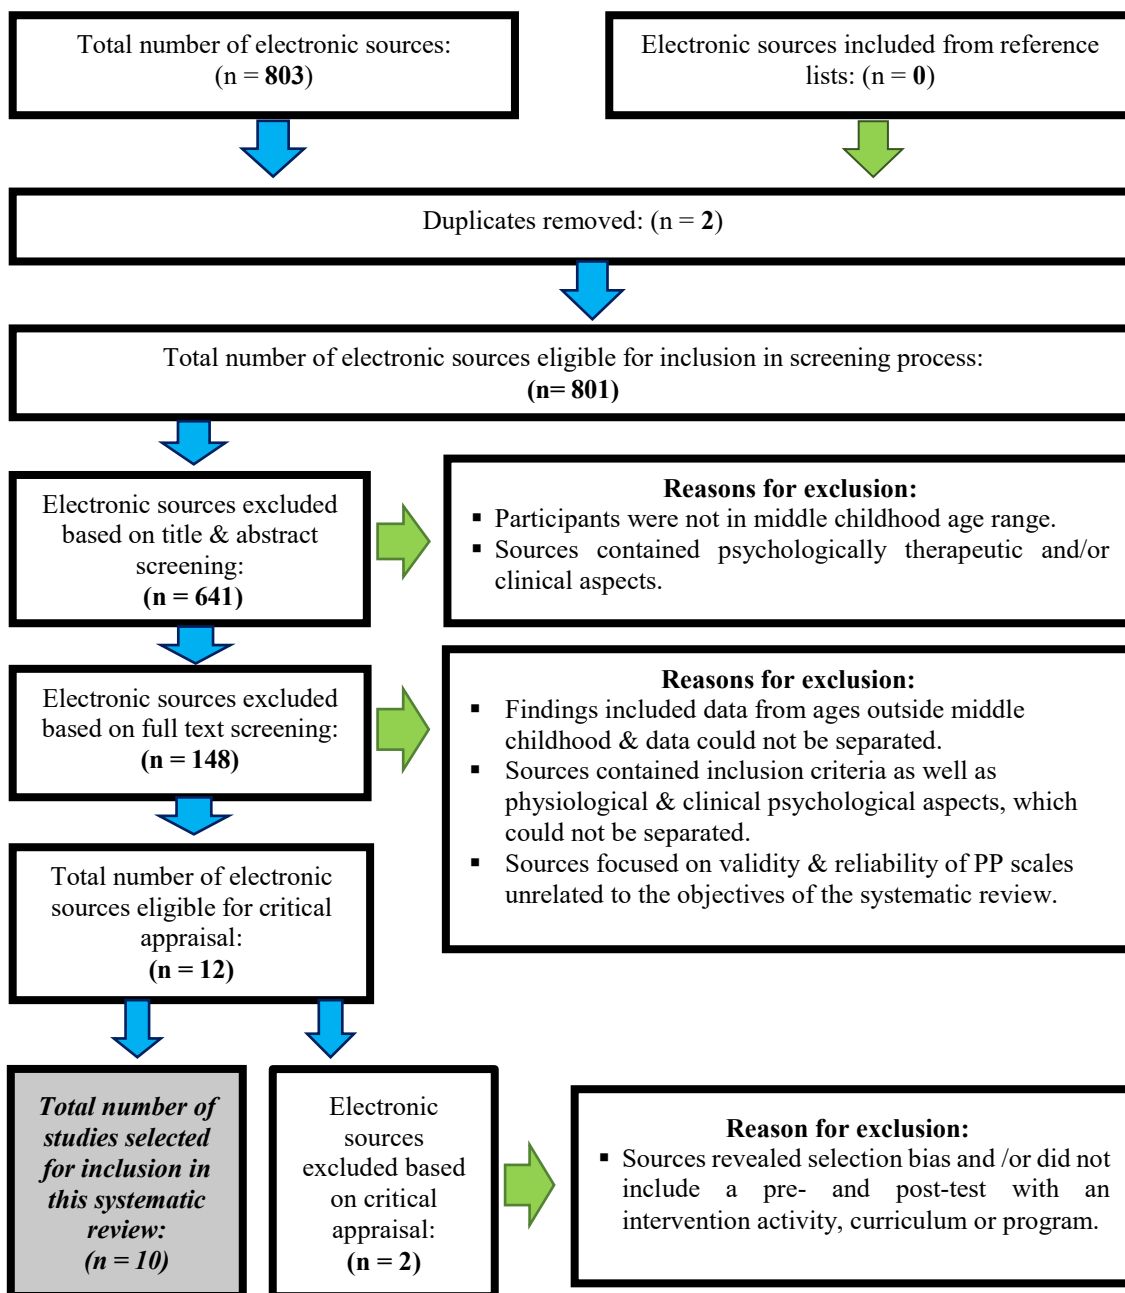 Total number of electronic sources:
(n = 803)
Electronic sources included from reference
lists: (n = 0)
Duplicates removed: (n = 2)
Total number of electronic sources eligible for inclusion in screening process:
(n= 801)
Electronic sources excluded
based on title & abstract
screening:
(n = 641)
Reasons for exclusion:
▪ Participants were not in middle childhood age range.
▪ Sources contained psychologically therapeutic and/or
clinical aspects.
Electronic sources excluded
based on full text screening:
(n = 148)
Reasons for exclusion:
▪ Findings included data from ages outside middle
childhood & data could not be separated.
▪ Sources contained inclusion criteria as well as
physiological & clinical psychological aspects, which
could not be separated.
▪ Sources focused on validity & reliability of PP scales
unrelated to the objectives of the systematic review.
Total number of electronic
sources eligible for critical
appraisal:
(n = 12)
Total number of
studies selected
for inclusion in
this systematic
review:
(n = 10)
Electronic
sources
excluded based
on critical
appraisal:
(n = 2)
Reason for exclusion:
▪ Sources revealed selection bias and /or did not
include a pre- and post-test with an
intervention activity, curriculum or program.